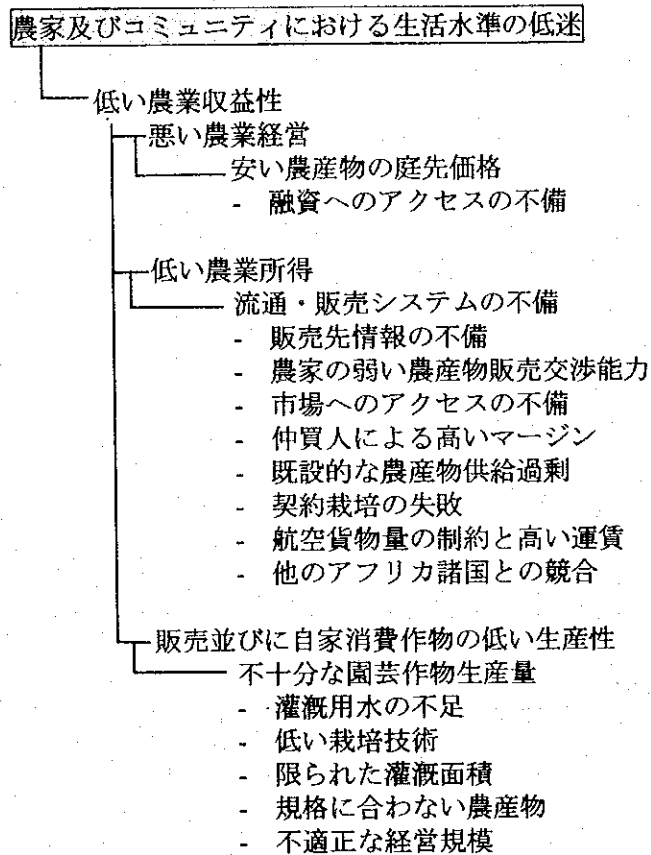 農家及びコミュニティにおける生活水準の低迷
低い農業収益性
悪い農業経営
安い農産物の庭先価格
- 融資へのアクセスの不備
低い農業所得
流通・販売システムの不備
- 販売先情報の不備
- 農家の弱い農産物販売交渉能力
- 市場へのアクセスの不備
- 仲買人による高いマージン
- 既設的な農産物供給過剰
- 契約栽培の失敗
- 航空貨物量の制約と高い運賃
- 他のアフリカ諸国との競合
販売並びに自家消費作物の低い生産性
不十分な園芸作物生産量
- 灌漑用水の不足
- 低い栽培技術
- 限られた灌漑面積
- 規格に合わない農産物
- 不適正な経営規模